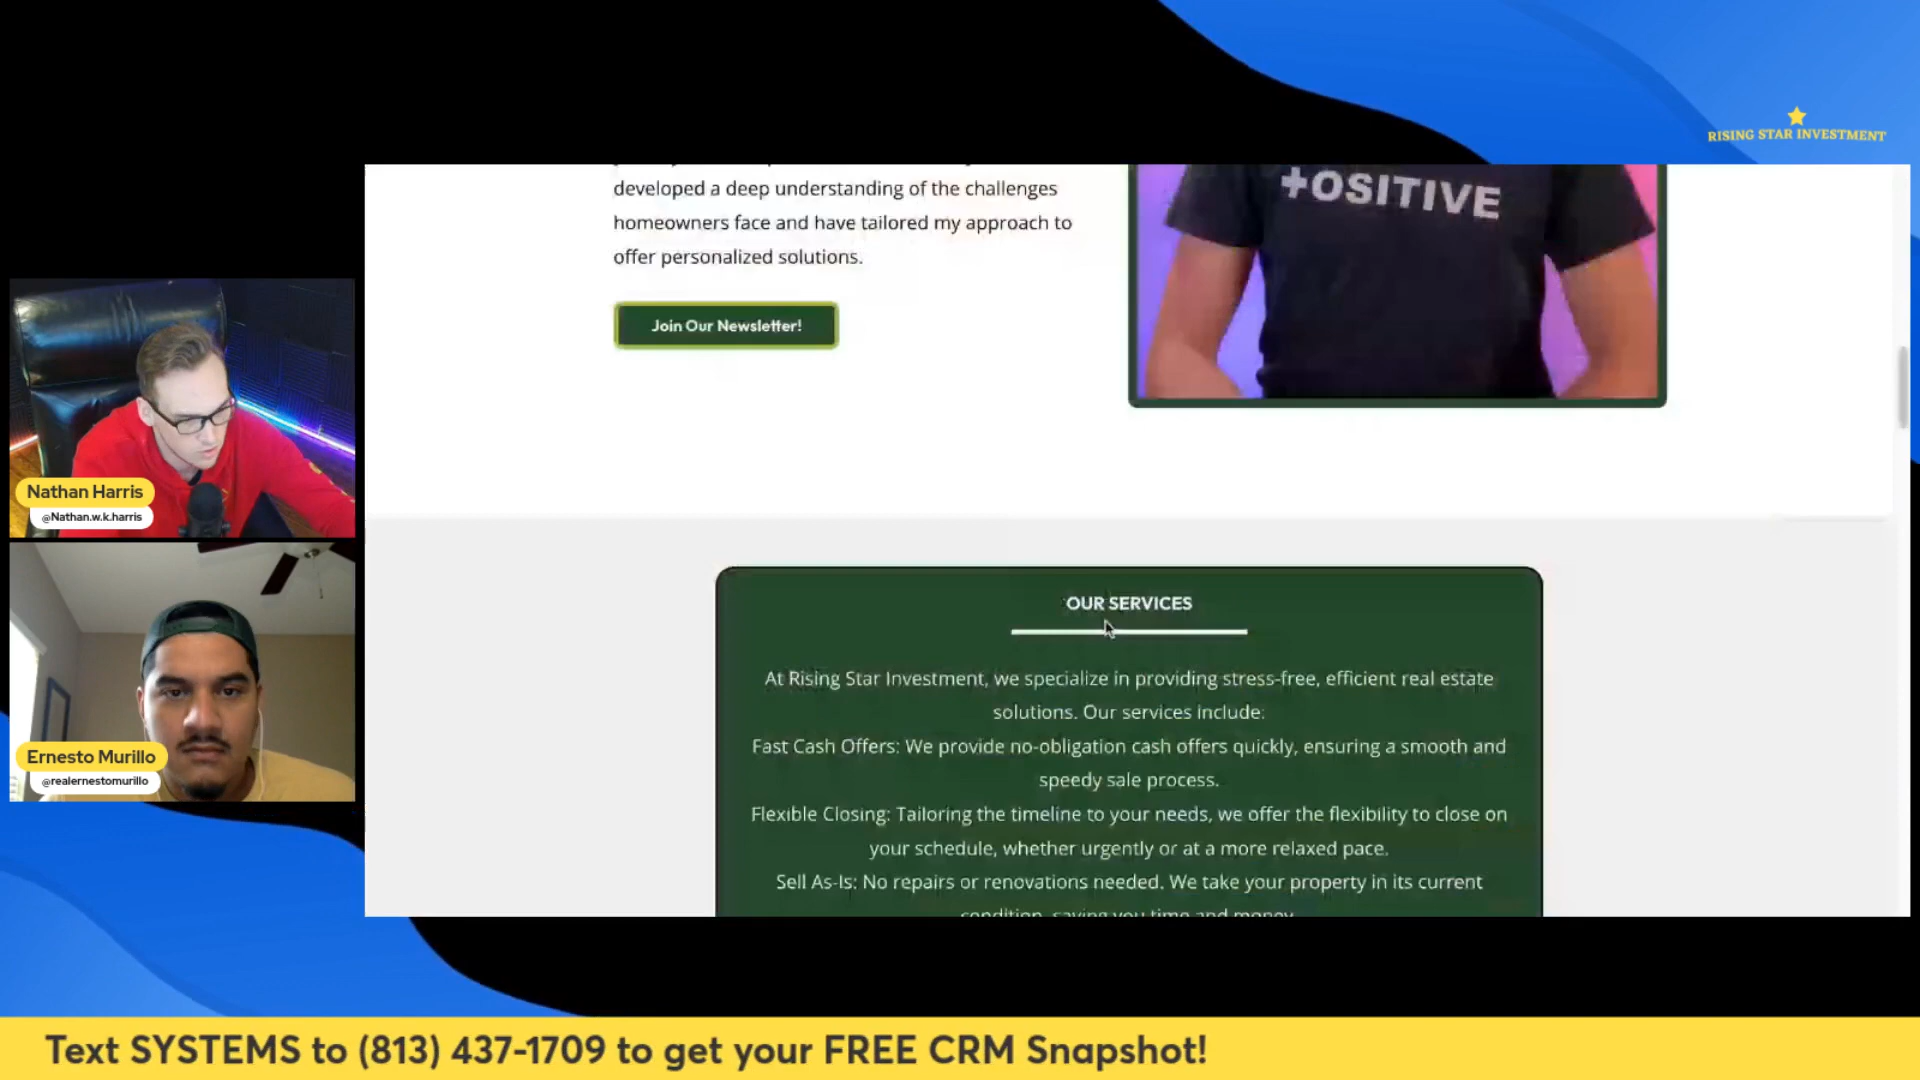 RISING STAR INVESTMENT
developed a deep understanding of the challenges
homeowners face and have tailored my approach to
offer personalized solutions.
Join Our Newsletter!
+OSITIVE
Nathan Harris
@Nathan.w.k.harris
Ernesto Murillo
@realernestomurillo
OUR SERVICES
At Rising Star Investment, we specialize in providing stress-free, efficient real estate
solutions. Our services include:
Fast Cash Offers: We provide no-obligation cash offers quickly, ensuring a smooth and
speedy sale process.
Flexible Closing: Tailoring the timeline to your needs, we offer the flexibility to close on
your schedule, whether urgently or at a more relaxed pace.
Sell As-Is: No repairs or renovations needed. We take your property in its current
condition, saving you time and money.
Text SYSTEMS to (813) 437-1709 to get your FREE CRM Snapshot!